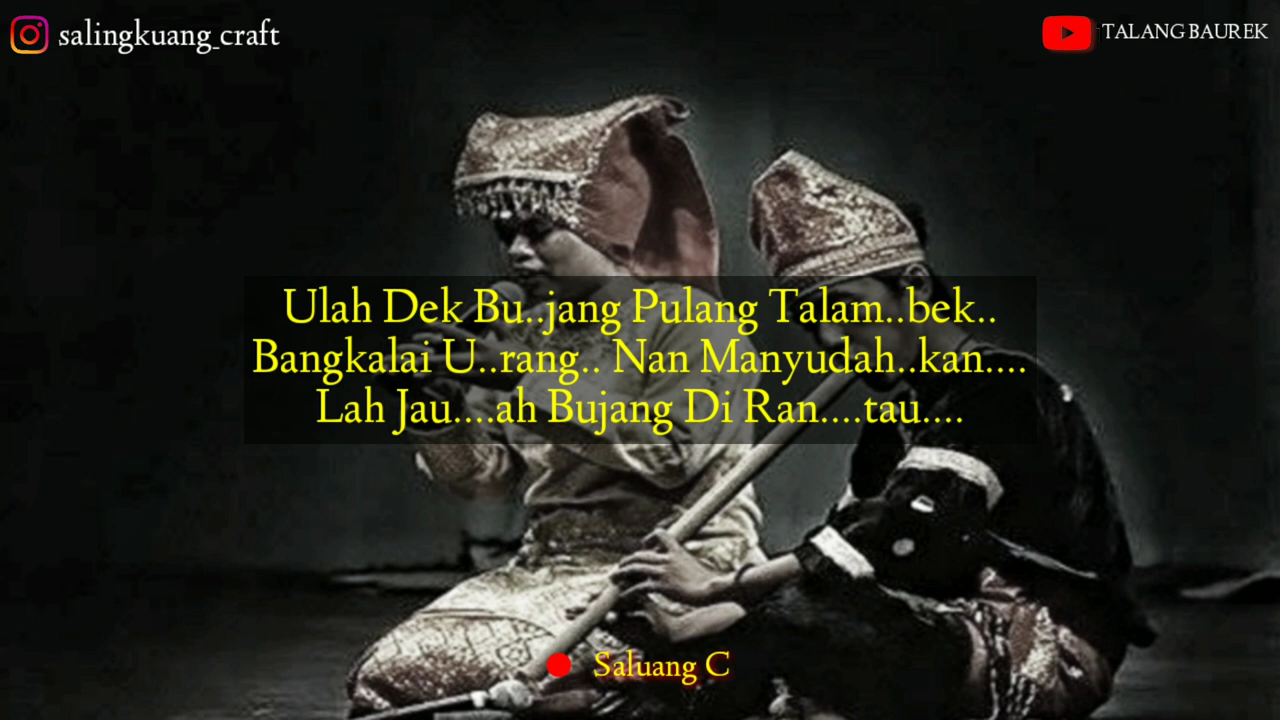 salingkuang_craft
TALANG BAUREK
Ulah Dek Bu..jang Pulang Talam..bek..
Bangkalai U..rang.. Nan Manyudah..kan....
Lah Jau....ah Bujang Di Ran....tau....
Saluang C